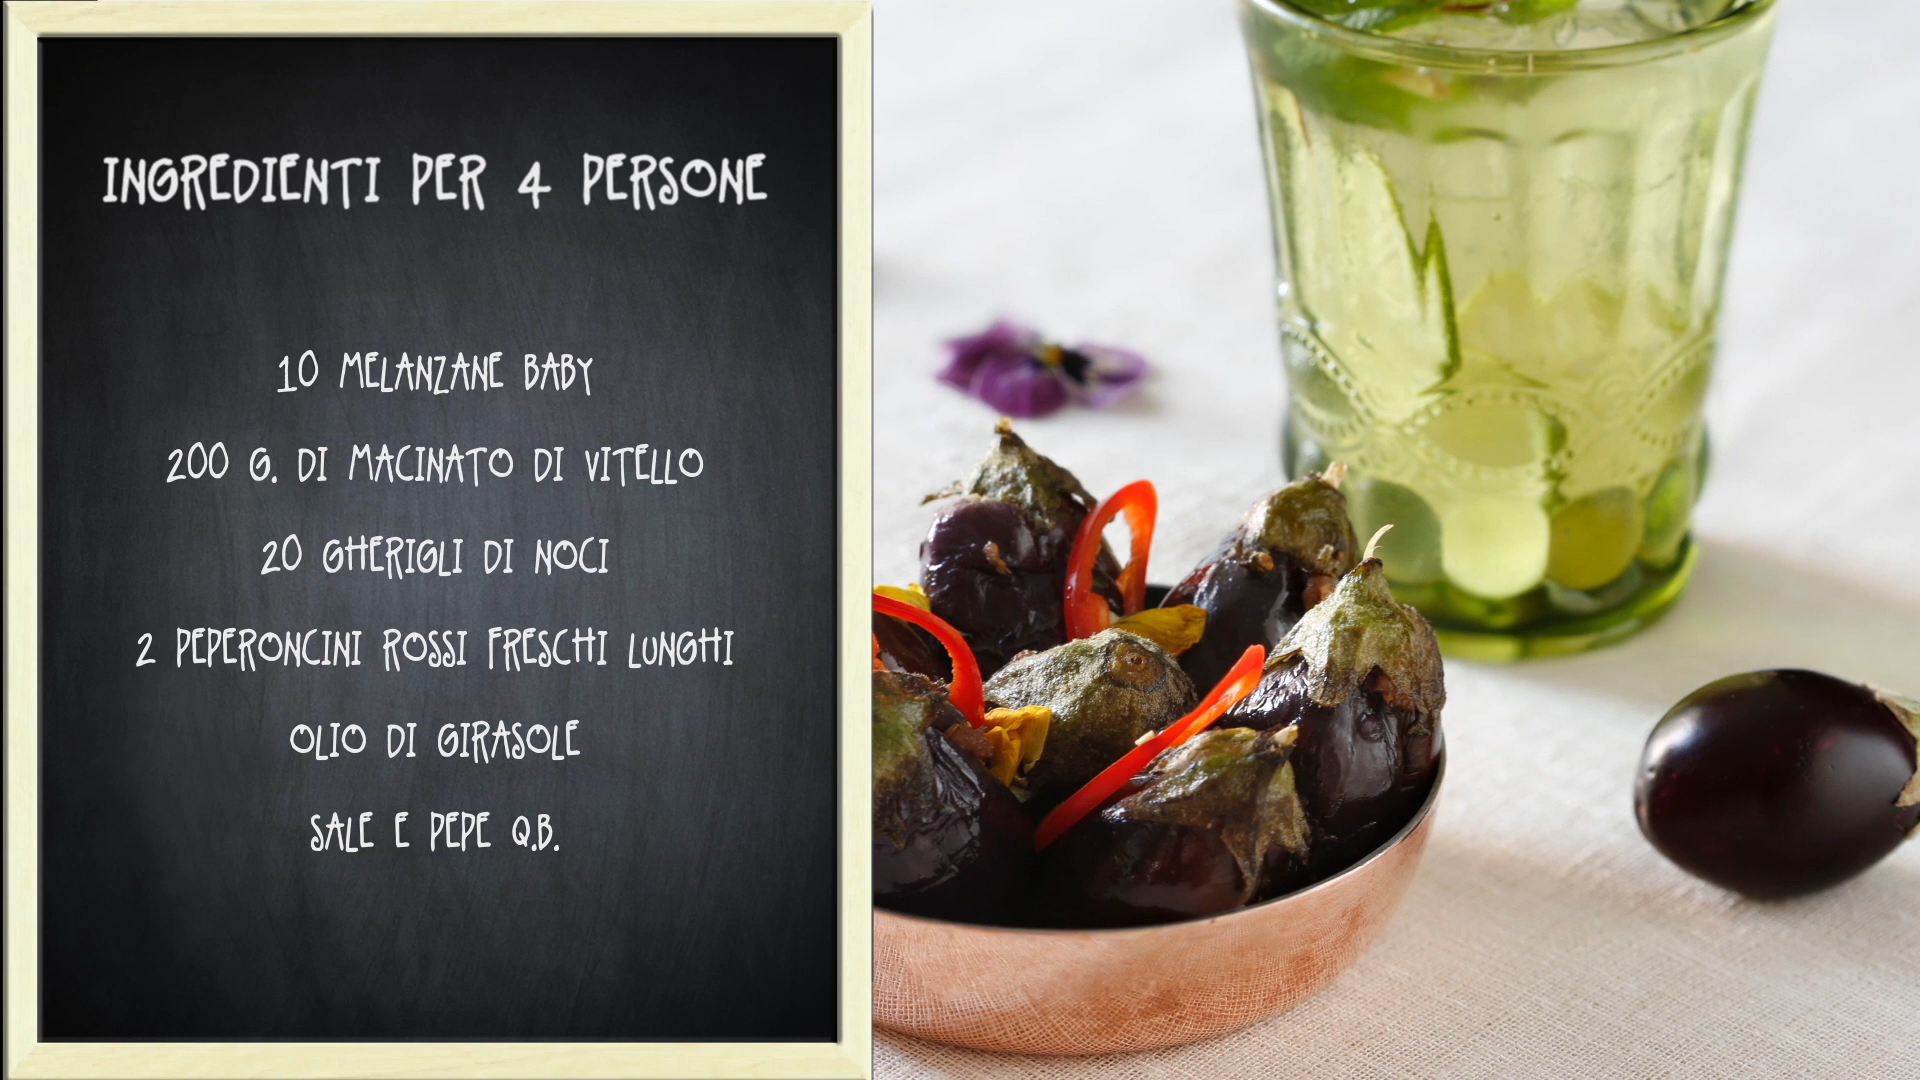 INGREDIENTI PER 4 PERSONE
10 MELANZANE BABY
200 G. DI MACINATO DI VITELLO
20 GHERIGLI DI NOCI
2 PEPERONCINI ROSSI FRESCHI LUNGHI
OLIO DI GIRASOLE
SALE E PEPE Q.B.